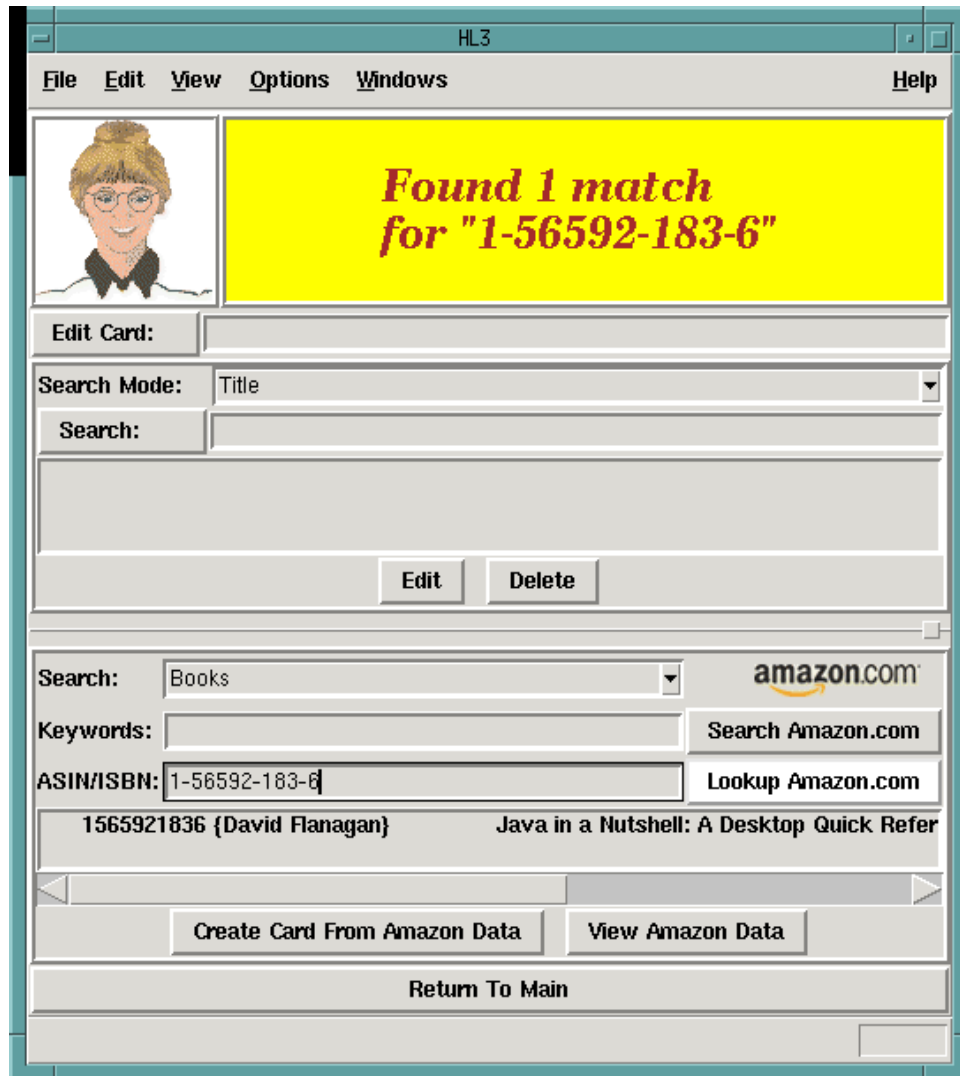 HL3
File Edit View Options Windows Help
Found 1 match
for "1-56592-183-6"
Edit Card:
Search Mode: Title
Search:
Edit Delete
Search: Books amazon.com
Keywords: Search Amazon.com
ASIN/ISBN: 1-56592-183-6 Lookup Amazon.com
1565921836 {David Flanagan} Java in a Nutshell: A Desktop Quick Refer
Create Card From Amazon Data View Amazon Data
Return To Main